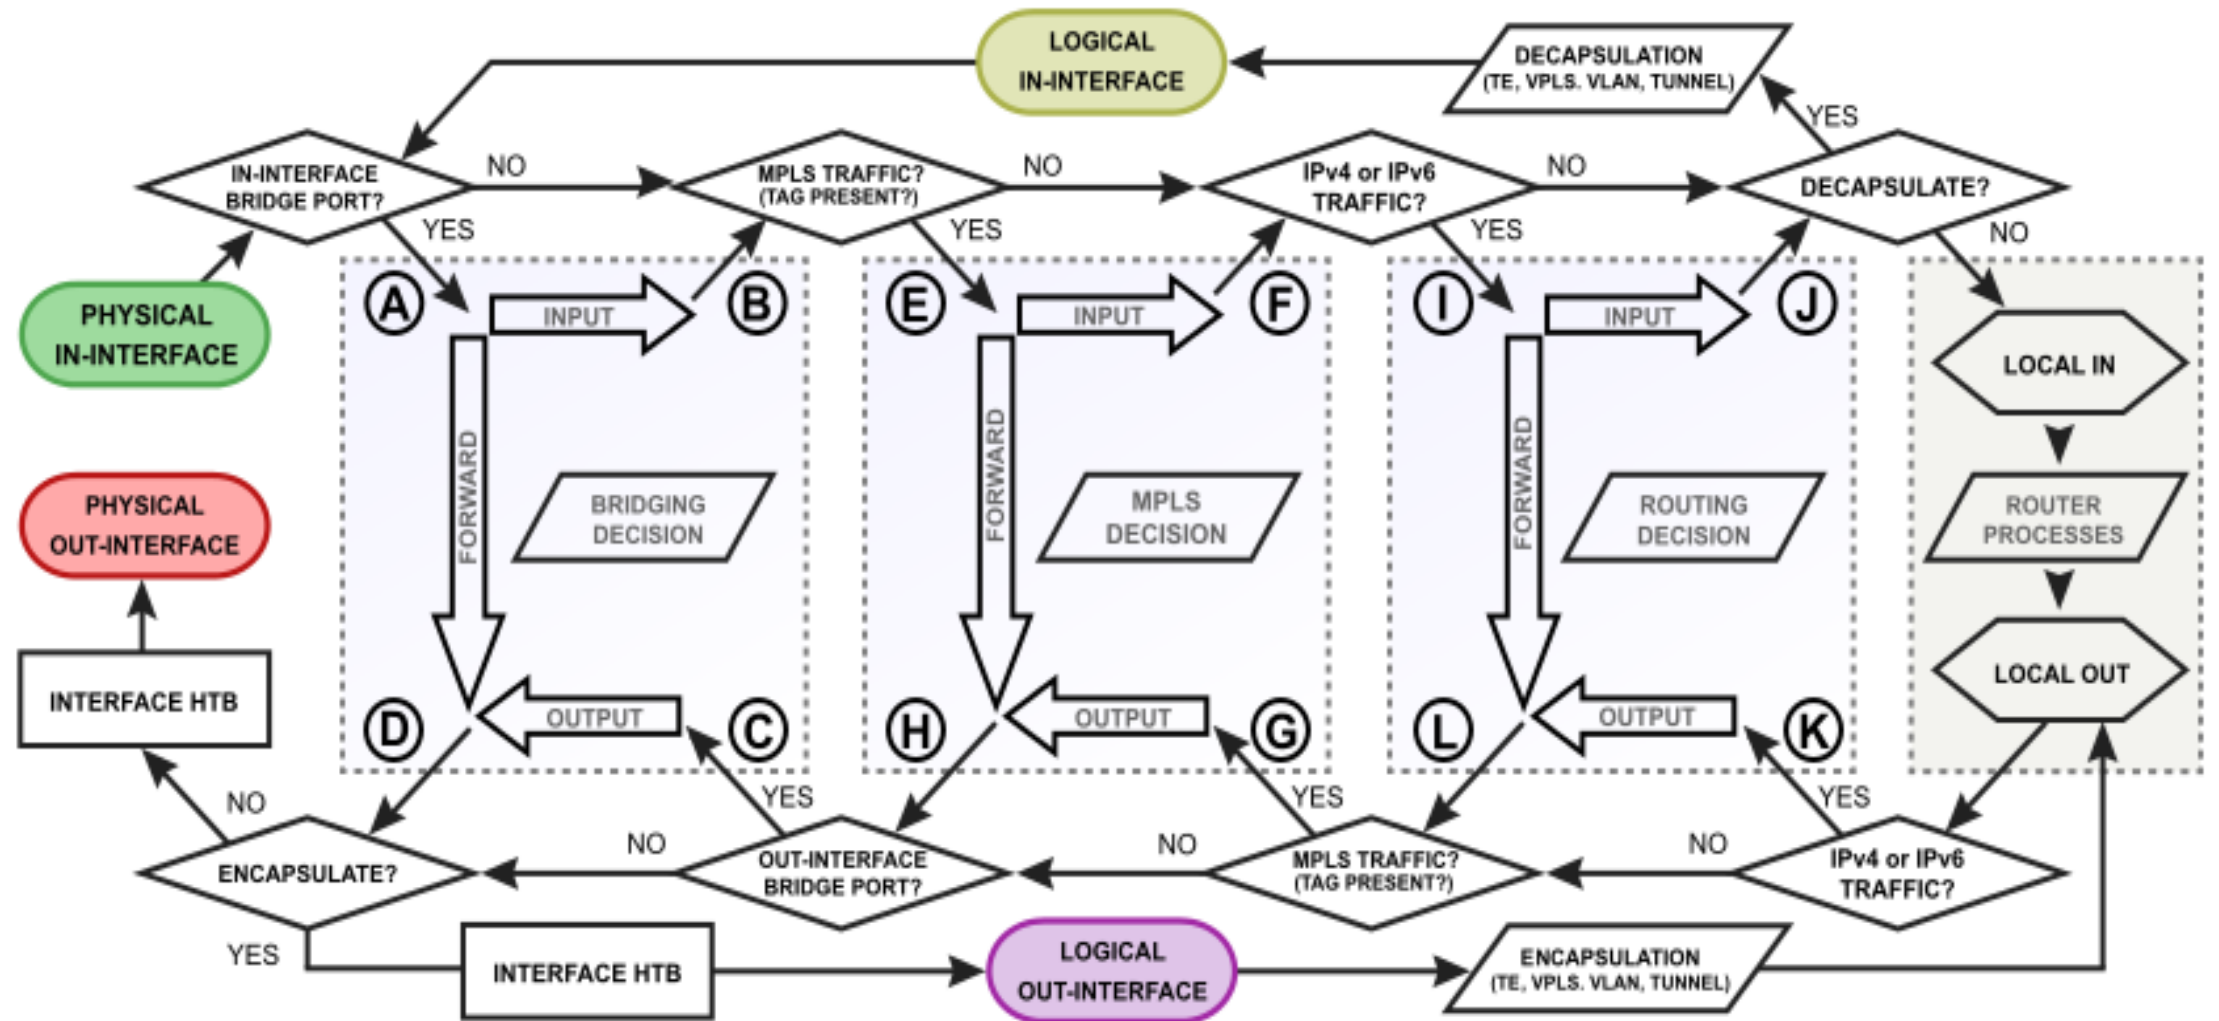 LOGICAL
IN-INTERFACE
DECAPSULATION
(TE, VPLS. VLAN, TUNNEL)
YES
IN-INTERFACE
BRIDGE PORT?
NO
MPLS TRAFFIC?
(TAG PRESENT?)
NO
IPv4 or IPv6
TRAFFIC?
NO
DECAPSULATE?
YES
YES
YES
NO
PHYSICAL
IN-INTERFACE
A
INPUT
B
E
INPUT
F
I
INPUT
J
LOCAL IN
FORWARD
FORWARD
FORWARD
PHYSICAL
OUT-INTERFACE
BRIDGING
DECISION
MPLS
DECISION
ROUTING
DECISION
ROUTER
PROCESSES
INTERFACE HTB
LOCAL OUT
D
OUTPUT
C
H
OUTPUT
G
L
OUTPUT
K
NO
YES
YES
YES
ENCAPSULATE?
NO
OUT-INTERFACE
BRIDGE PORT?
NO
MPLS TRAFFIC?
(TAG PRESENT?)
NO
IPv4 or IPv6
TRAFFIC?
YES
INTERFACE HTB
LOGICAL
OUT-INTERFACE
ENCAPSULATION
(TE, VPLS. VLAN, TUNNEL)